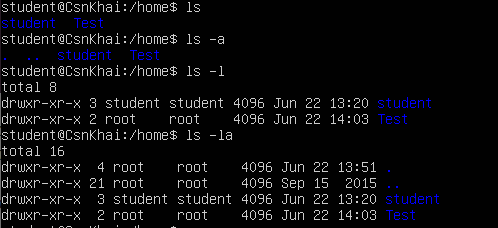 student@CsnKhai:/home$ ls
student  Test
student@CsnKhai:/home$ ls -a
.  ..  student  Test
student@CsnKhai:/home$ ls -l
total 8
drwxr-xr-x 3 student student 4096 Jun 22 13:20 student
drwxr-xr-x 2 root    root    4096 Jun 22 14:03 Test
student@CsnKhai:/home$ ls -la
total 16
drwxr-xr-x  4 root    root    4096 Jun 22 13:51 .
drwxr-xr-x 21 root    root    4096 Sep 15  2015 ..
drwxr-xr-x  3 student student 4096 Jun 22 13:20 student
drwxr-xr-x  2 root    root    4096 Jun 22 14:03 Test